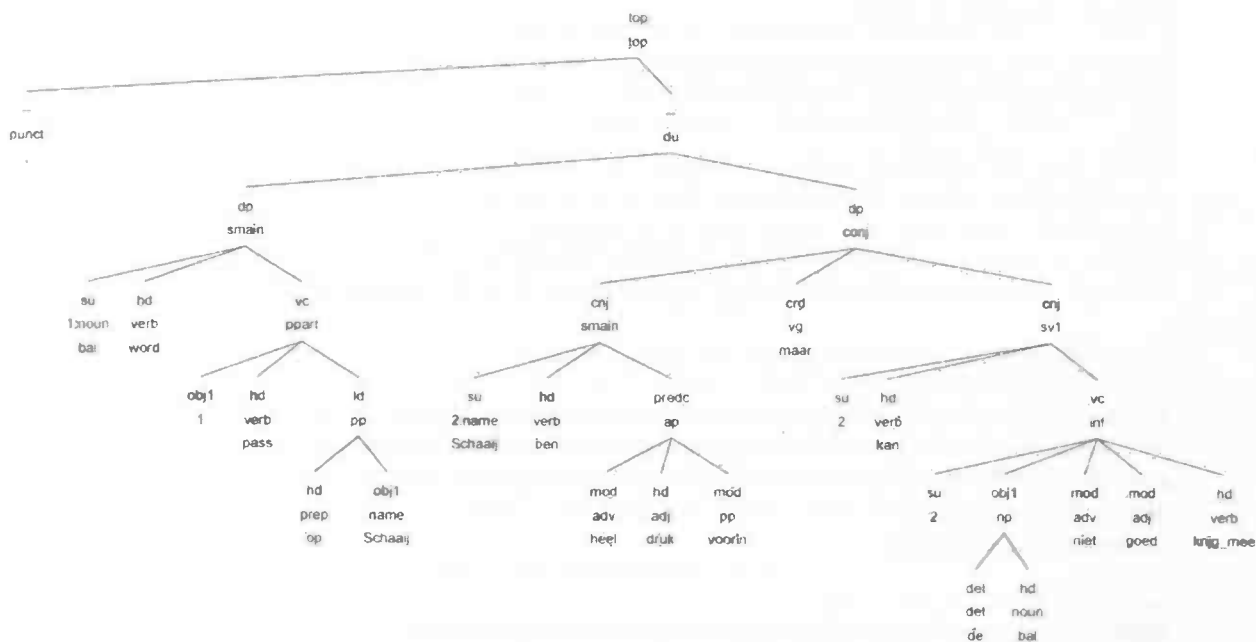 top
top
--
punct
.
--
du
dp
smain
dp
conj
su hd vc
1:noun verb ppart
bal word
cnj crd cnj
smain vg sv1
maar
obj1 hd ld
1 verb pp
pass
su hd predc
2:name verb ap
Schaaij ben
su hd vc
2 verb inf
kan
hd obj1
prep name
op Schaaij
mod hd mod
adv adj pp
heel druk voorin
su obj1 mod mod hd
2 np adv adj verb
niet goed krijg_mee
det hd
det noun
de bal